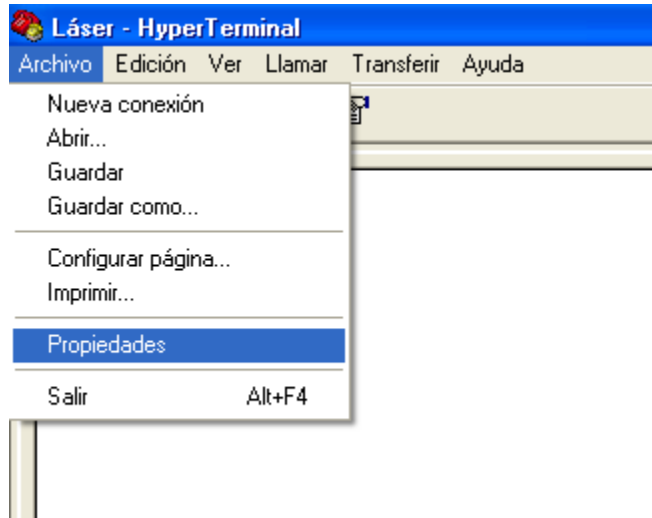 Láser - HyperTerminal
Archivo Edición Ver Llamar Transferir Ayuda
Nueva conexión
Abrir...
Guardar
Guardar como...
Configurar página...
Imprimir...
Propiedades
Salir Alt+F4